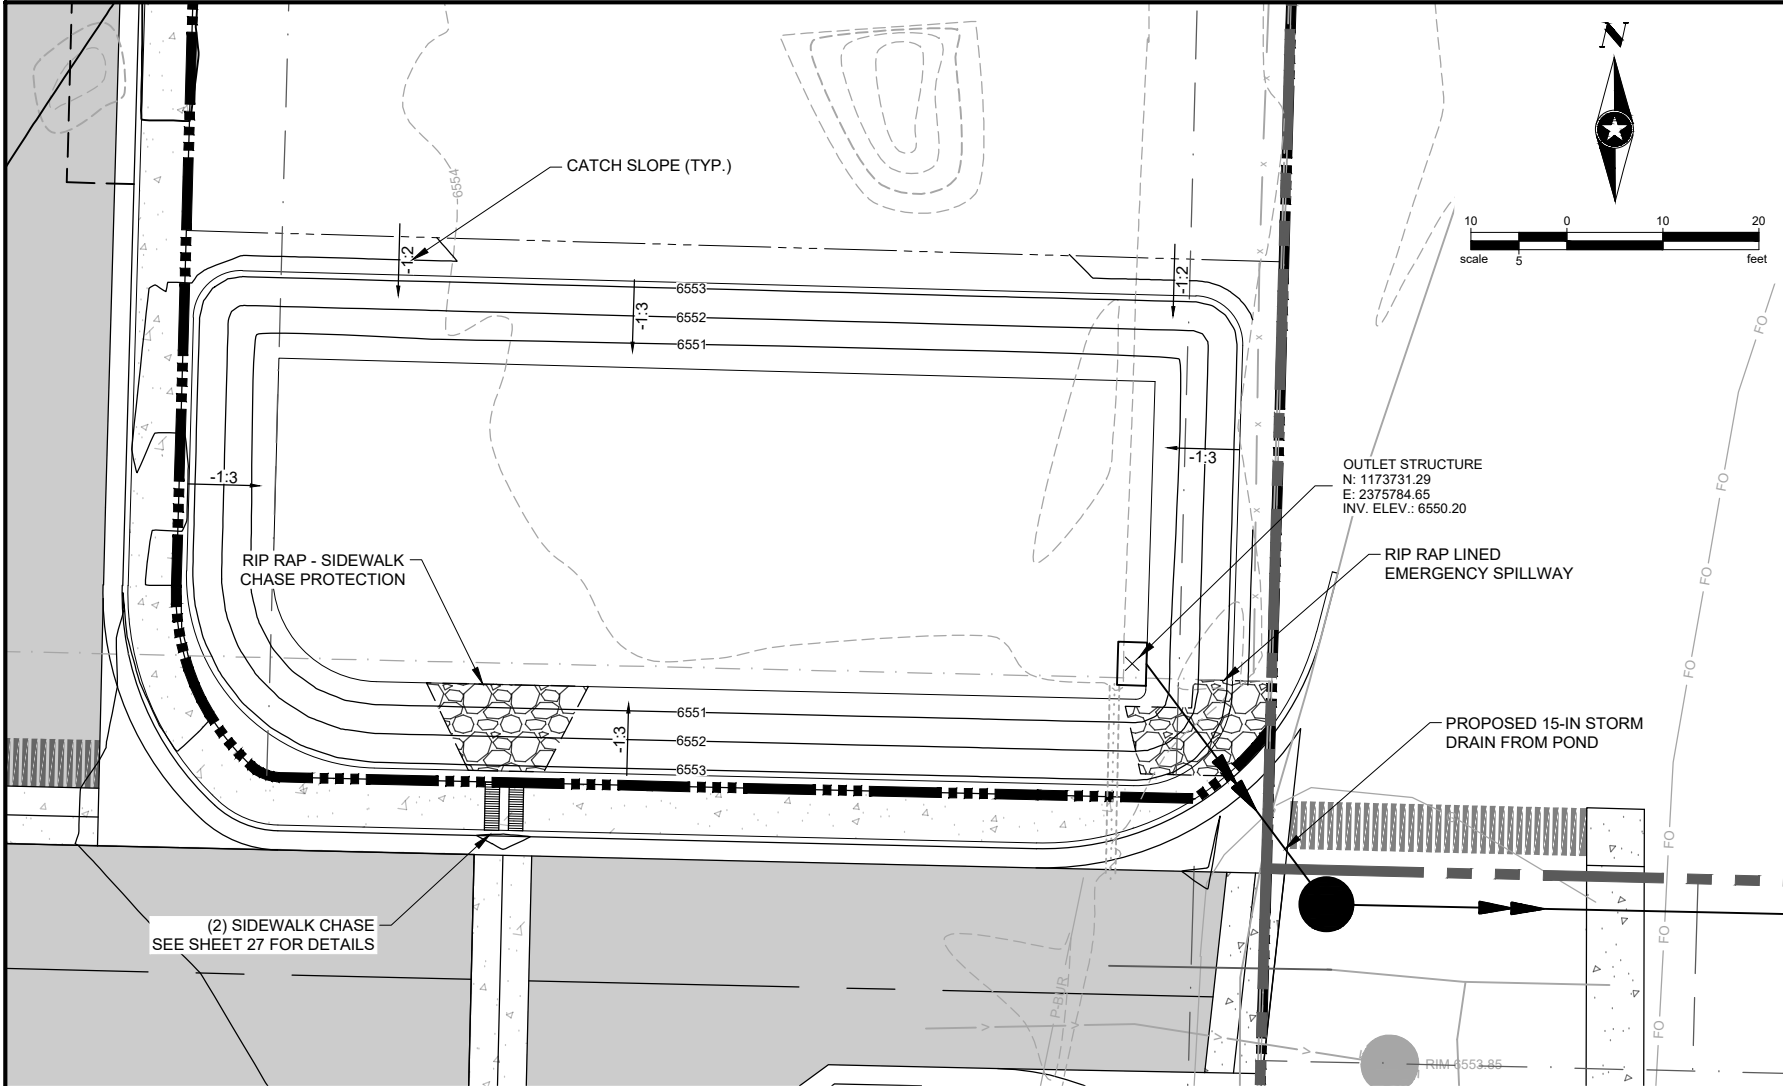 N
10 0 10 20
scale 5 feet
CATCH SLOPE (TYP.)
6554
-1:2
-1:2
6553
-1:3
6552
6551
-1:3
-1:3
OUTLET STRUCTURE
N: 1173731.29
E: 2375784.65
INV. ELEV.: 6550.20
RIP RAP - SIDEWALK
CHASE PROTECTION
RIP RAP LINED
EMERGENCY SPILLWAY
6551
-1:3
6552
6553
PROPOSED 15-IN STORM
DRAIN FROM POND
(2) SIDEWALK CHASE
SEE SHEET 27 FOR DETAILS
P-BUR
RIM 6553.85
FO
FO
FO
FO
FO
FO
FO